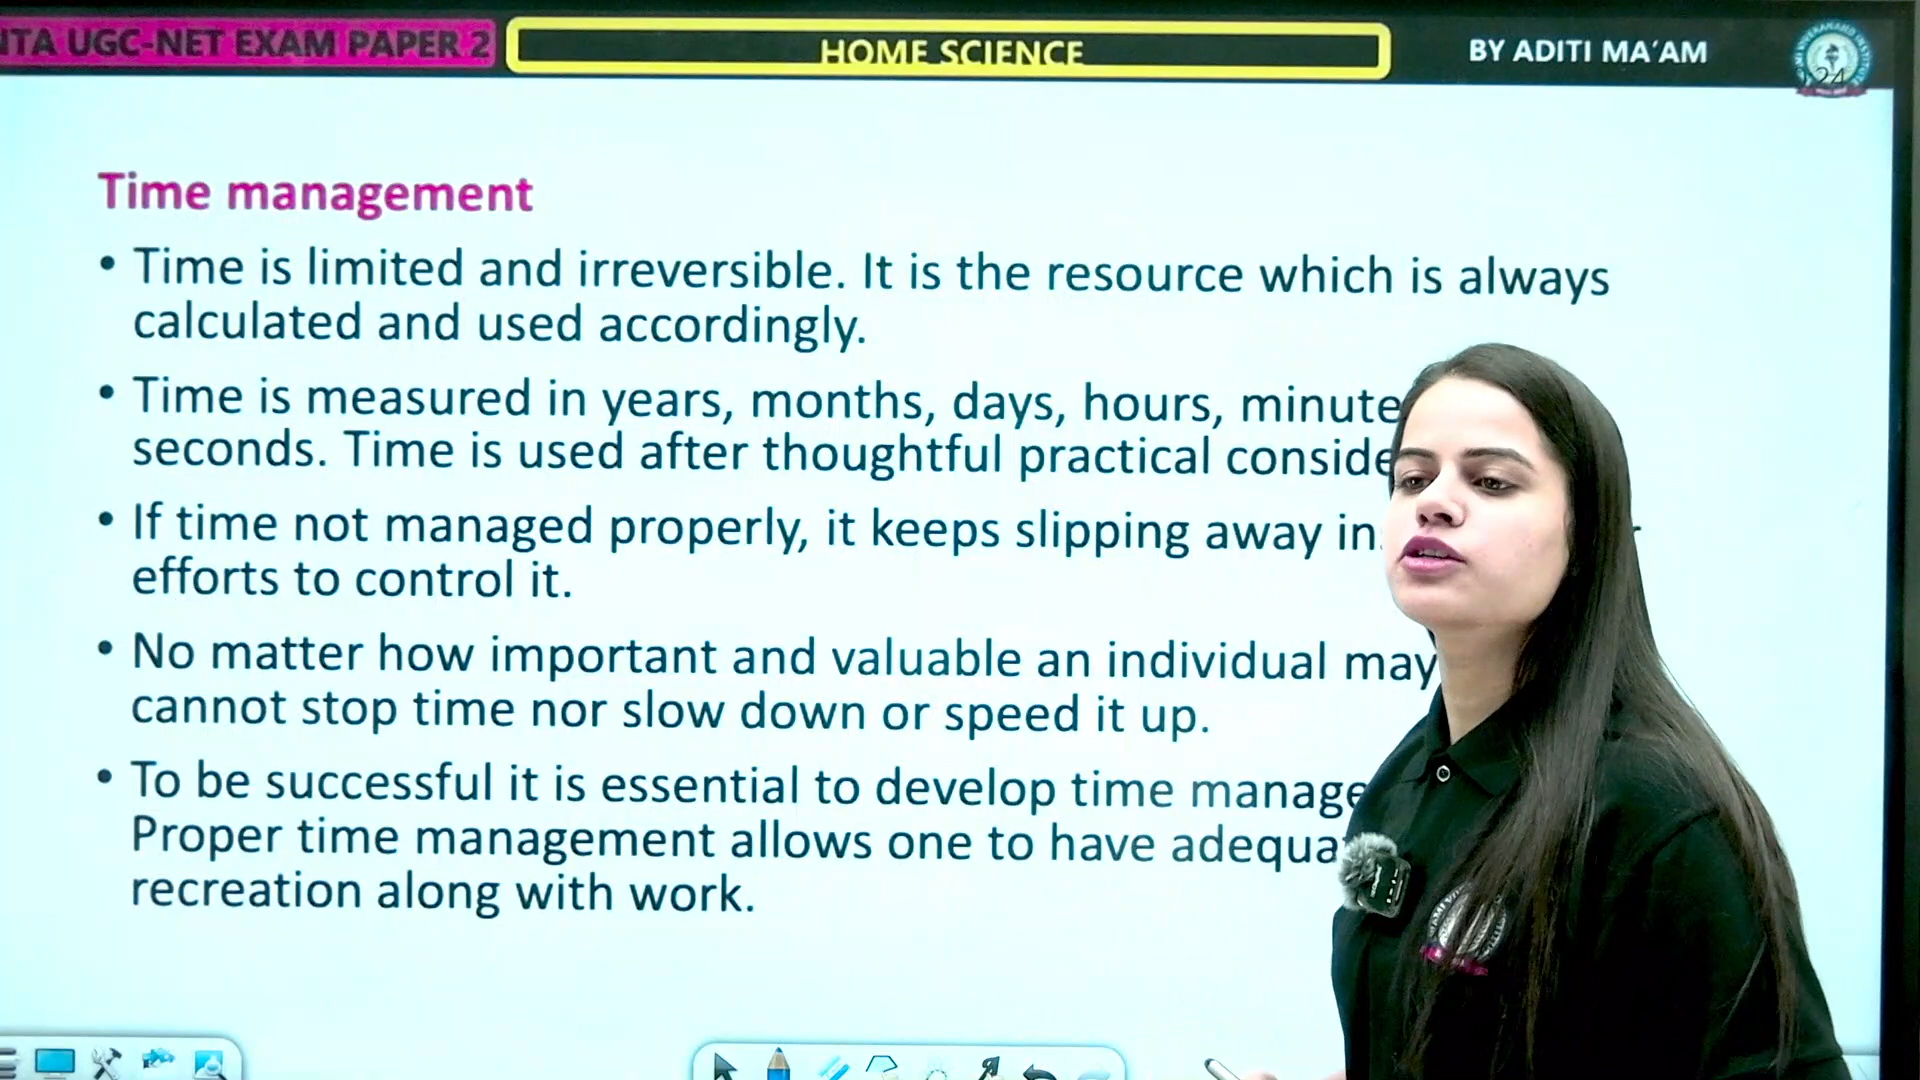 NTA UGC-NET EXAM PAPER 2
HOME SCIENCE
BY ADITI MA'AM
Time management
• Time is limited and irreversible. It is the resource which is always
calculated and used accordingly.
• Time is measured in years, months, days, hours, minute
seconds. Time is used after thoughtful practical conside
• If time not managed properly, it keeps slipping away in
efforts to control it.
• No matter how important and valuable an individual may
cannot stop time nor slow down or speed it up.
• To be successful it is essential to develop time manage
Proper time management allows one to have adequa
recreation along with work.